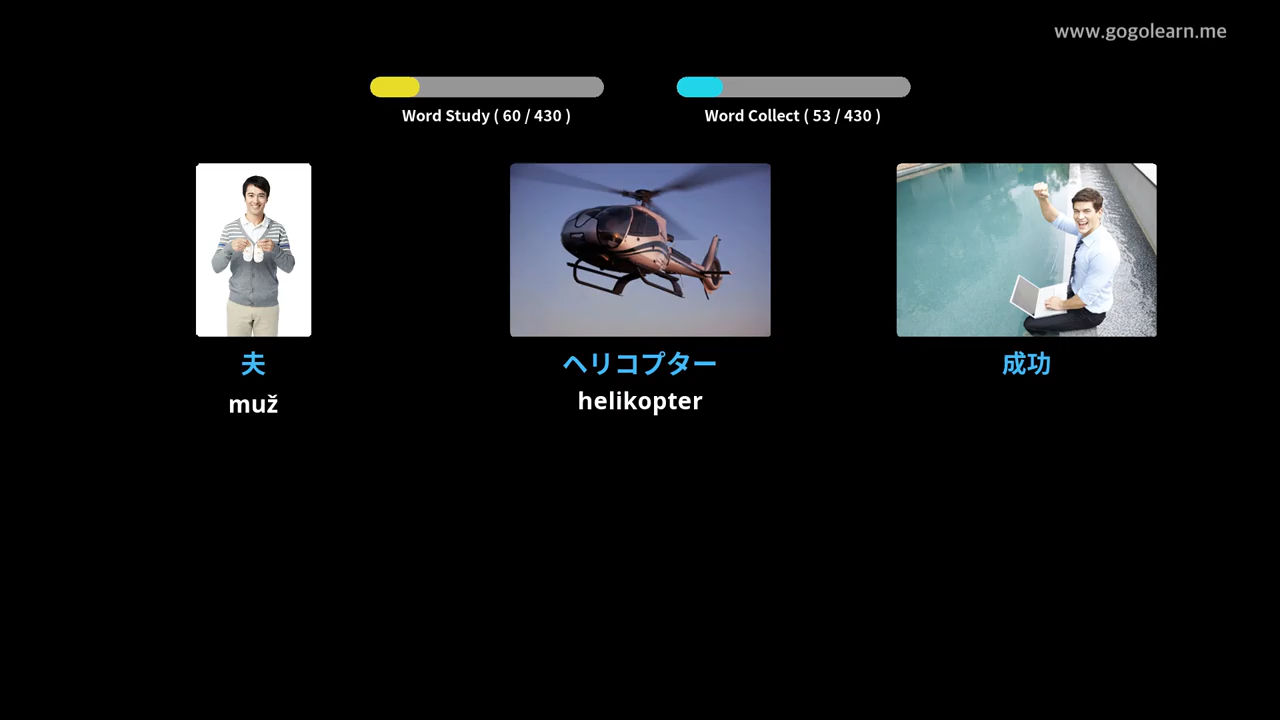 www.gogolearn.me
Word Study ( 60 / 430 )
Word Collect ( 53 / 430 )
夫
muž
ヘリコプター
helikopter
成功